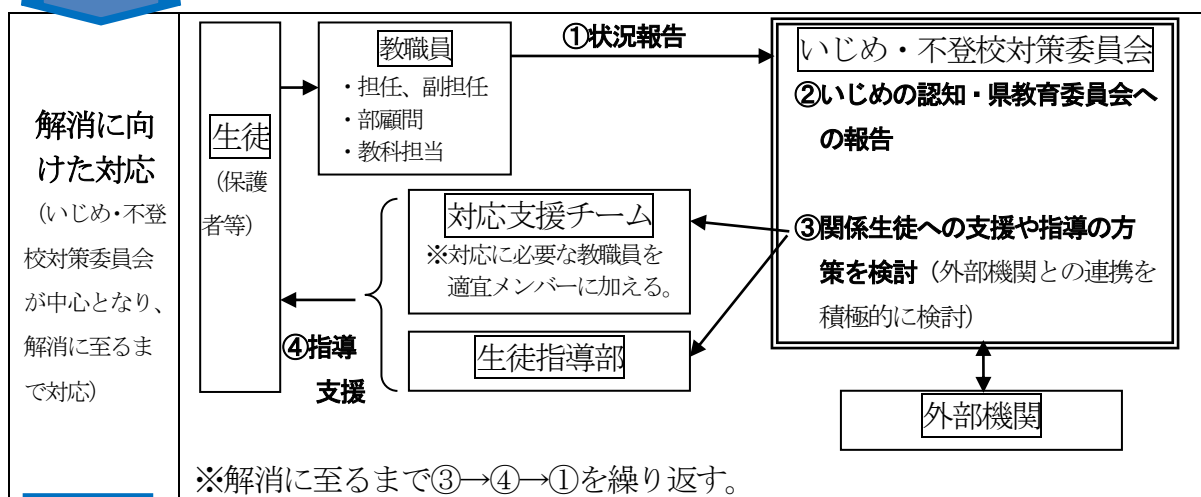 解消に向
けた対応
（いじめ・不登
校対策委員会
が中心となり、
解消に至るま
で対応）
生徒
（保護
者等）
教職員
・担任、副担任
・部顧問
・教科担当
①状況報告
いじめ・不登校対策委員会
②いじめの認知・県教育委員会へ
の報告
③関係生徒への支援や指導の方
策を検討（外部機関との連携を
積極的に検討）
対応支援チーム
※対応に必要な教職員を
適宜メンバーに加える。
生徒指導部
④指導
支援
外部機関
※解消に至るまで③→④→①を繰り返す。